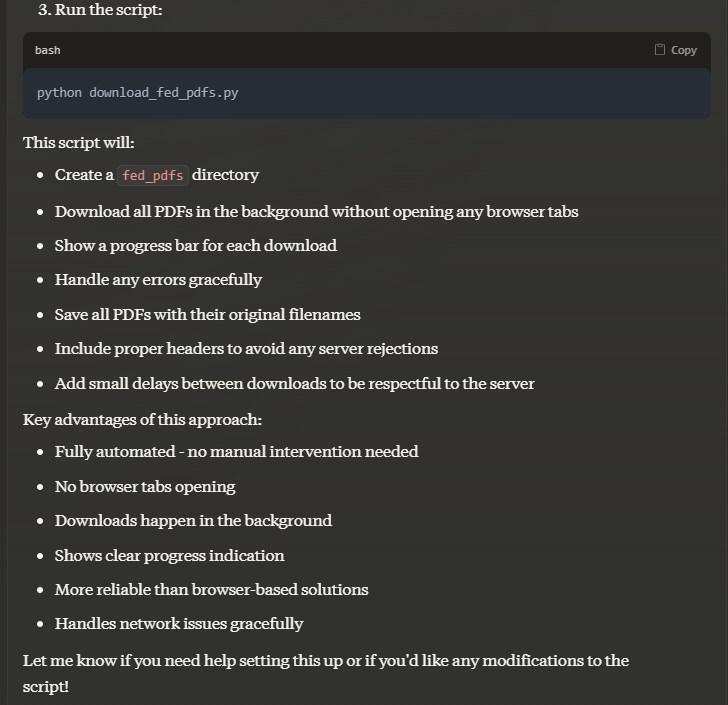 3. Run the script:
bash
Copy
python download_fed_pdfs.py
This script will:
• Create a fed_pdfs directory
• Download all PDFs in the background without opening any browser tabs
• Show a progress bar for each download
• Handle any errors gracefully
• Save all PDFs with their original filenames
• Include proper headers to avoid any server rejections
• Add small delays between downloads to be respectful to the server
Key advantages of this approach:
• Fully automated - no manual intervention needed
• No browser tabs opening
• Downloads happen in the background
• Shows clear progress indication
• More reliable than browser-based solutions
• Handles network issues gracefully
Let me know if you need help setting this up or if you'd like any modifications to the
script!